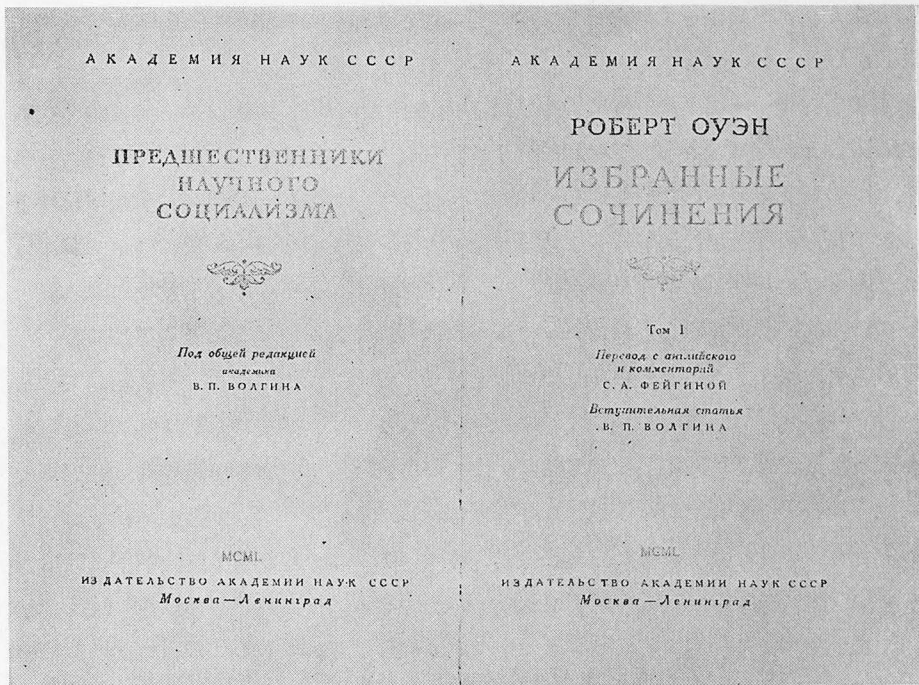 АКАДЕМИЯ НАУК СССР
ПРЕДШЕСТВЕННИКИ
НАУЧНОГО
СОЦИАЛИЗМА
Под общей редакцией
академика
В. П. ВОЛГИНА
MCML
ИЗДАТЕЛЬСТВО АКАДЕМИИ НАУК СССР
Москва—Ленинград
АКАДЕМИЯ НАУК СССР
РОБЕРТ ОУЭН
ИЗБРАННЫЕ
СОЧИНЕНИЯ
Том I
Перевод с английского
и комментарий
С. А. ФЕЙГИНОЙ
Вступительная статья
В. П. ВОЛГИНА
MCML
ИЗДАТЕЛЬСТВО АКАДЕМИИ НАУК СССР
Москва—Ленинград